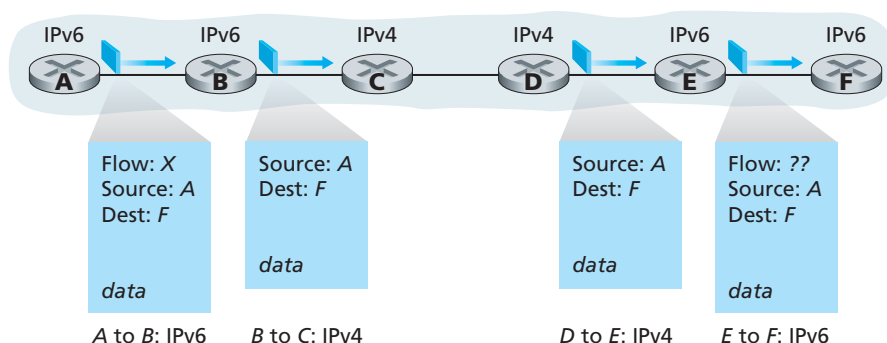 IPv6 IPv6 IPv4 IPv4 IPv6 IPv6
A B C D E F
Flow: X
Source: A
Dest: F
data
Source: A
Dest: F
data
Source: A
Dest: F
data
Flow: ??
Source: A
Dest: F
data
A to B: IPv6 B to C: IPv4 D to E: IPv4 E to F: IPv6